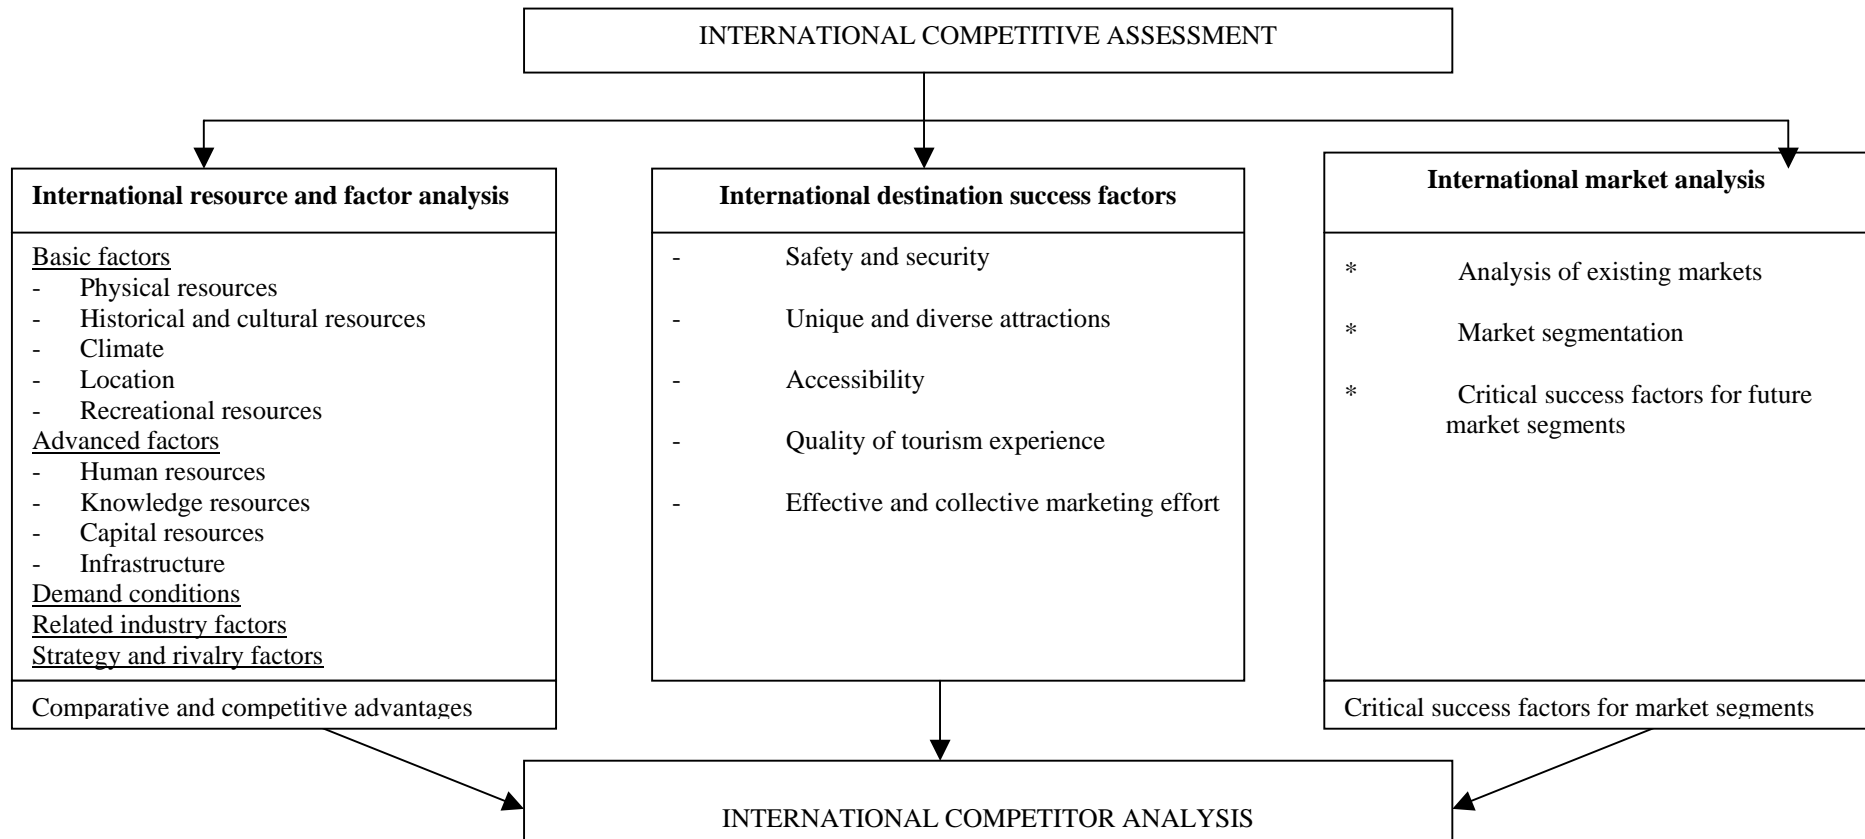 INTERNATIONAL COMPETITIVE ASSESSMENT
International resource and factor analysis
Basic factors
- Physical resources
- Historical and cultural resources
- Climate
- Location
- Recreational resources
Advanced factors
- Human resources
- Knowledge resources
- Capital resources
- Infrastructure
Demand conditions
Related industry factors
Strategy and rivalry factors
Comparative and competitive advantages
International destination success factors
- Safety and security
- Unique and diverse attractions
- Accessibility
- Quality of tourism experience
- Effective and collective marketing effort
International market analysis
* Analysis of existing markets
* Market segmentation
* Critical success factors for future
market segments
Critical success factors for market segments
INTERNATIONAL COMPETITOR ANALYSIS